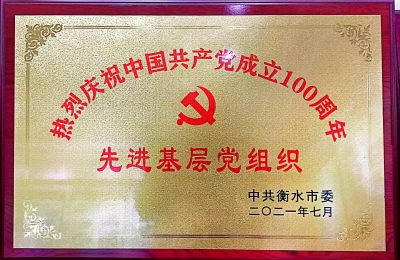 热烈庆祝中国共产党成立100周年
先进基层党组织
中共衡水市委
二〇二一年七月